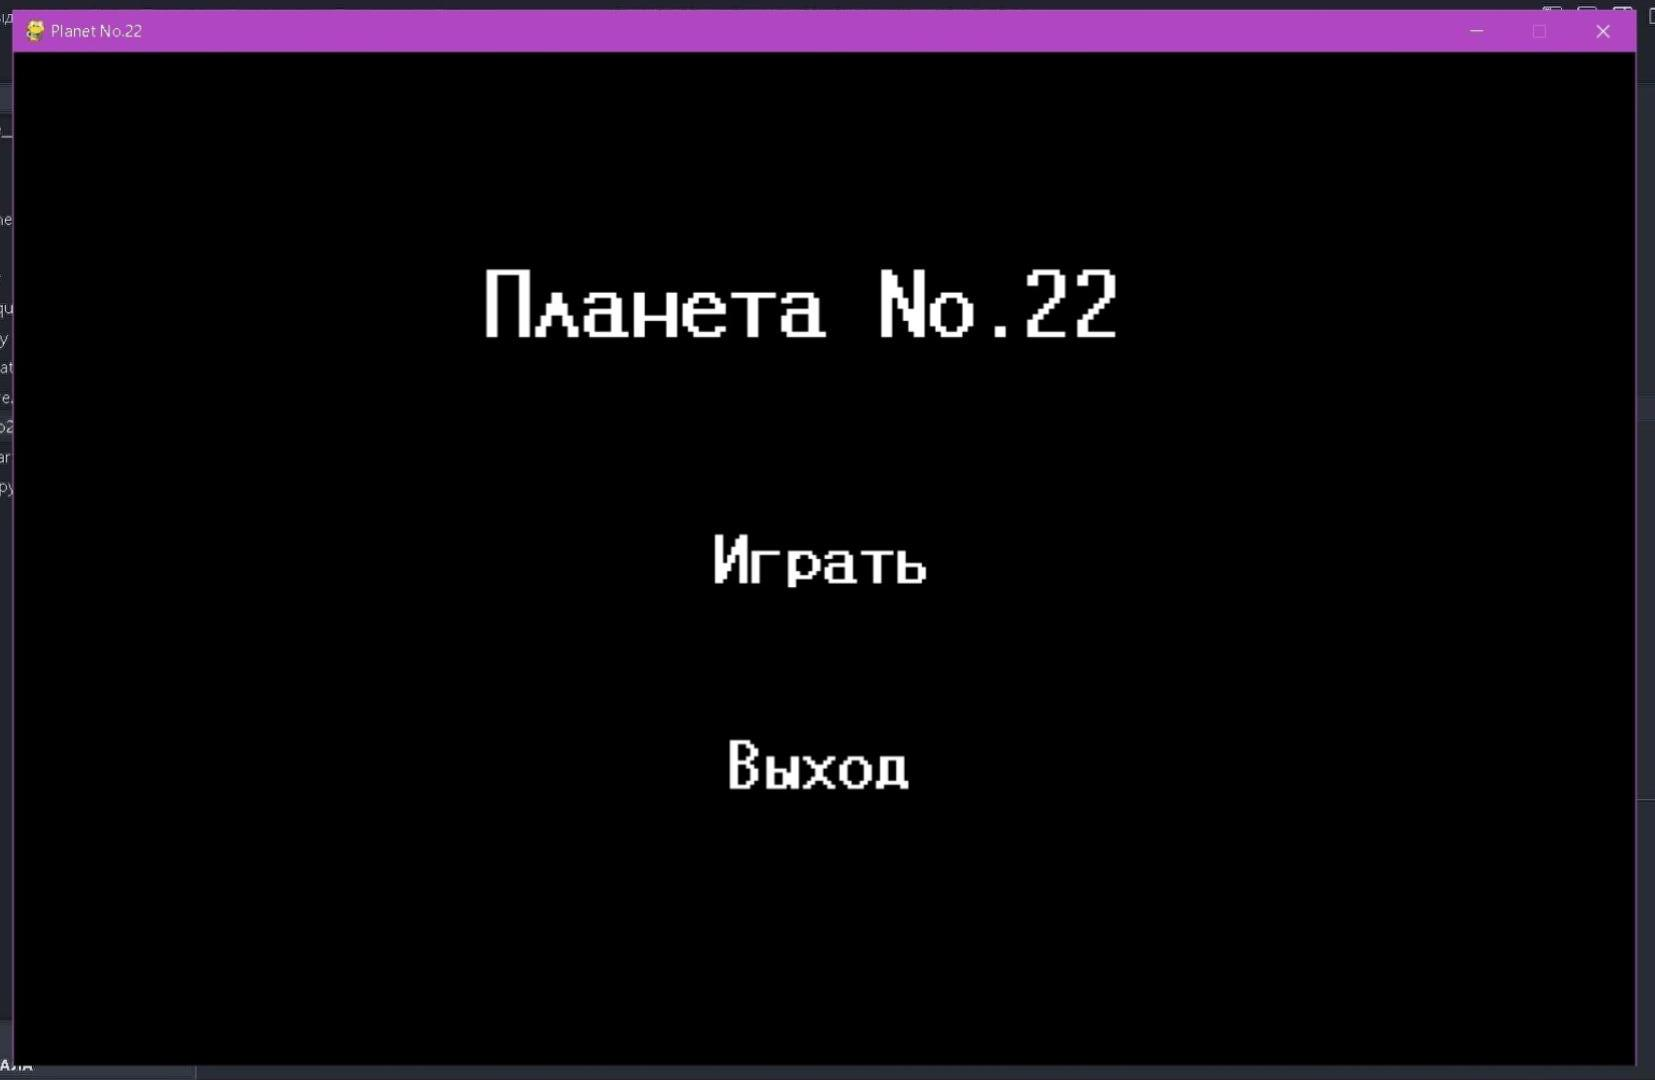 Planet No.22
Планета No.22
Играть
Выход